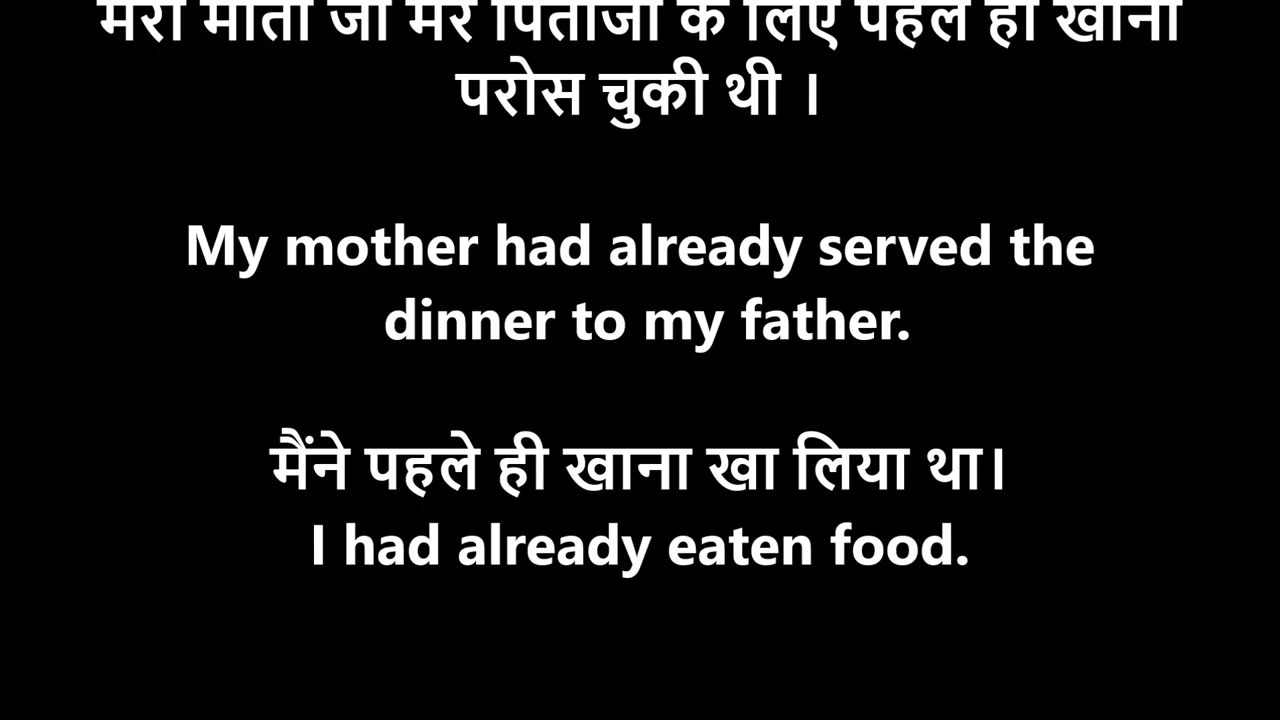 मेरी माता जी मेरे पिताजी के लिए पहले ही खाना
परोस चुकी थी ।
My mother had already served the
dinner to my father.
मैंने पहले ही खाना खा लिया था।
I had already eaten food.